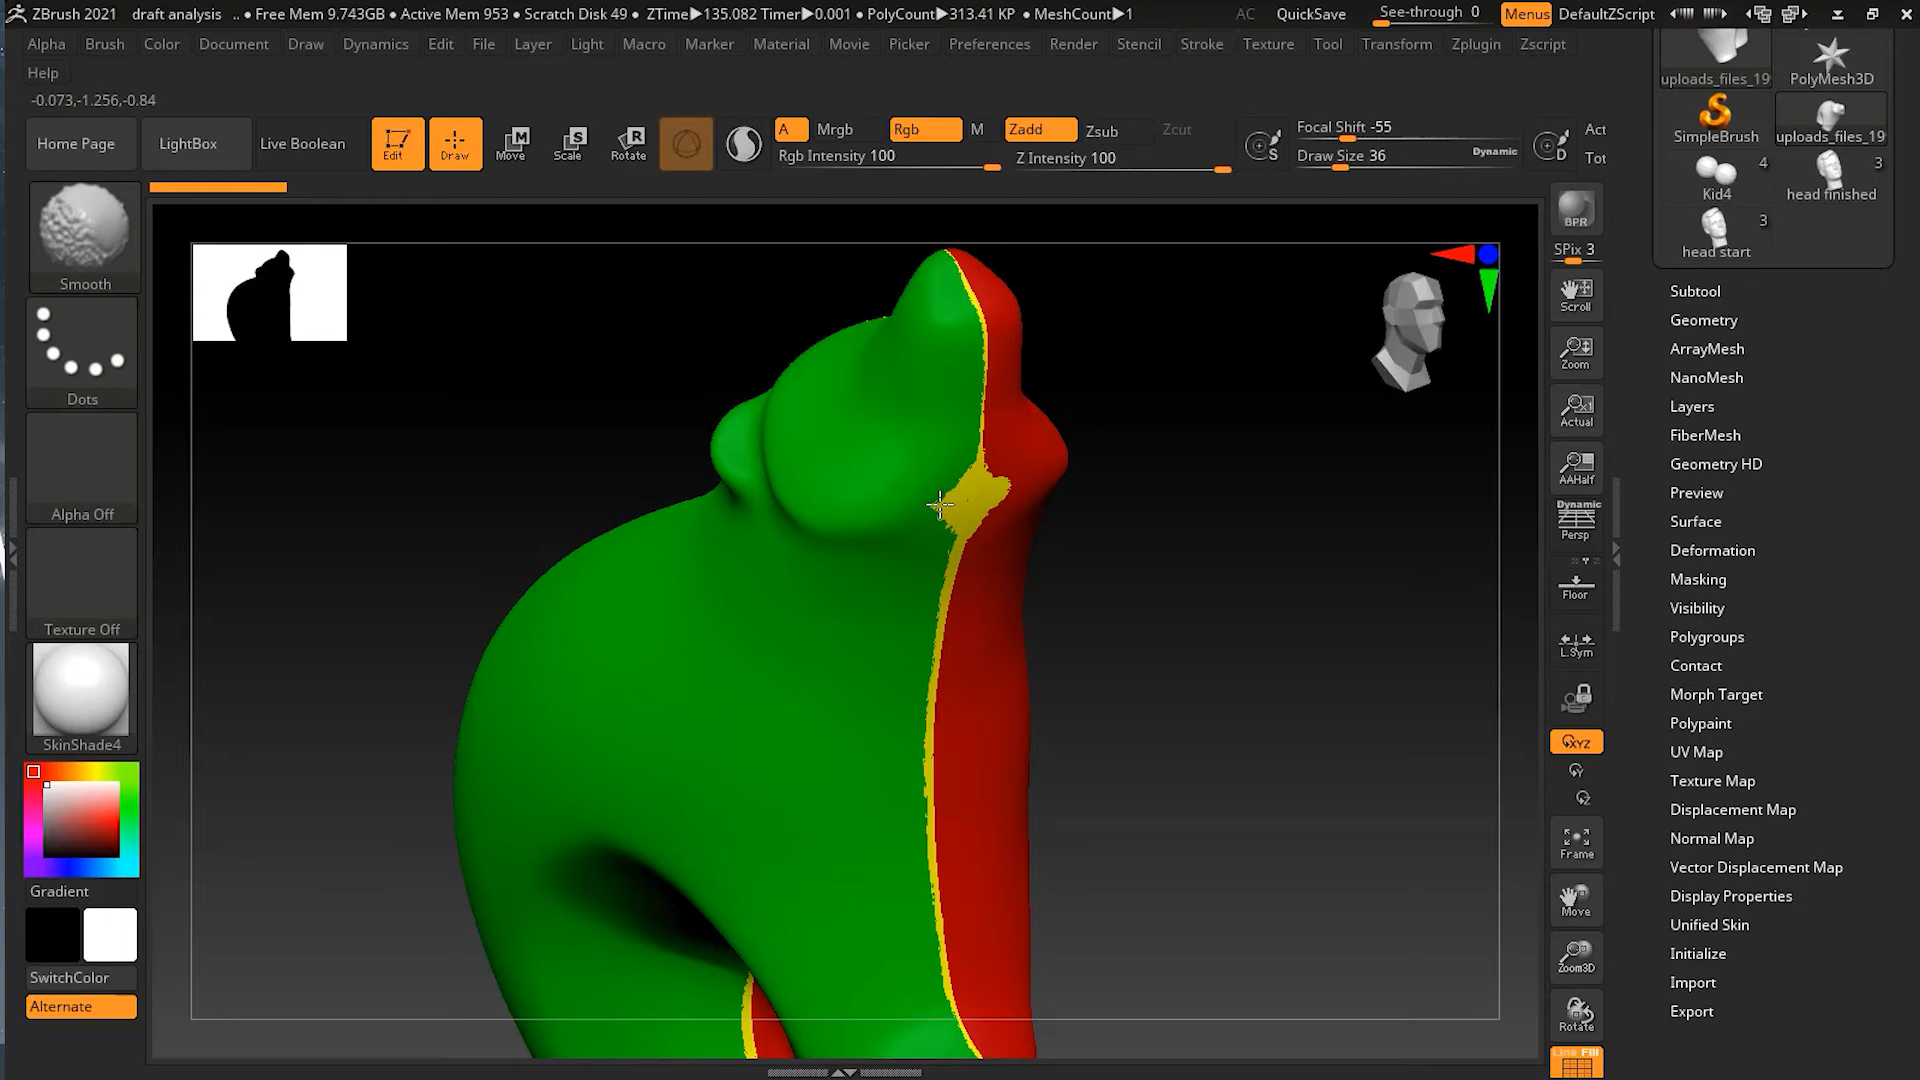 ZBrush 2021 draft analysis .. • Free Mem 9.743GB • Active Mem 953 • Scratch Disk 49 • ZTime▶135.082 Timer▶0.001 • PolyCount▶313.41 KP • MeshCount▶1 AC QuickSave See-through 0 Menus DefaultZScript
Alpha Brush Color Document Draw Dynamics Edit File Layer Light Macro Marker Material Movie Picker Preferences Render Stencil Stroke Texture Tool Transform Zplugin Zscript
Help
-0.073,-1.256,-0.84
Home Page LightBox Live Boolean Edit Draw Move Scale Rotate
A Mrgb Rgb M Zadd Zsub Zcut
Rgb Intensity 100 Z Intensity 100
Focal Shift -55
Draw Size 36 Dynamic
S D
Act
Tot
Smooth
Dots
Alpha Off
Texture Off
SkinShade4
Gradient
SwitchColor
Alternate
BPR
SPix 3
Scroll
Zoom
Actual
AAHalf
Dynamic
Persp
Floor
L.Sym
XYZ
Y
Z
Frame
Move
Zoom3D
Rotate
Line Fill
uploads_files_19 PolyMesh3D
SimpleBrush uploads_files_19
4 3
Kid4 head finished
3
head start
Subtool
Geometry
ArrayMesh
NanoMesh
Layers
FiberMesh
Geometry HD
Preview
Surface
Deformation
Masking
Visibility
Polygroups
Contact
Morph Target
Polypaint
UV Map
Texture Map
Displacement Map
Normal Map
Vector Displacement Map
Display Properties
Unified Skin
Initialize
Import
Export